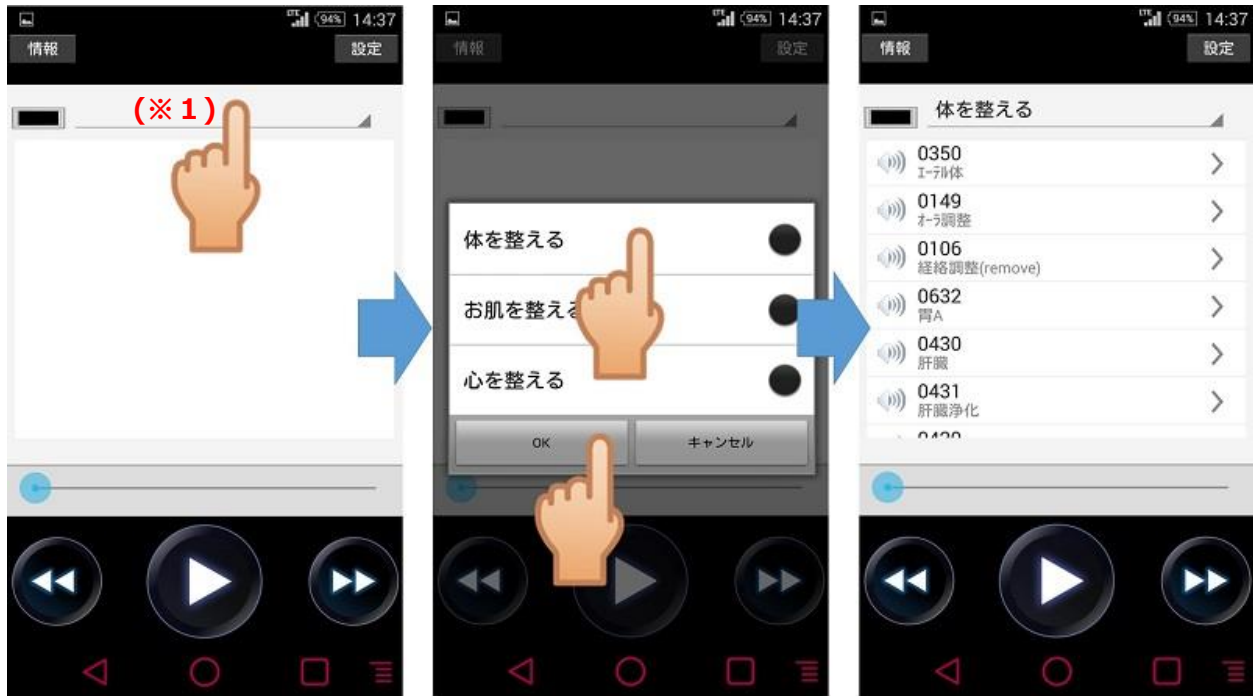 LTE 94% 14:37
情報 設定
(※1)
LTE 94% 14:37
情報 設定
体を整える
お肌を整える
心を整える
OK キャンセル
LTE 94% 14:37
情報 設定
体を整える
0350
ｴｰﾃﾙ体
0149
ｵｰﾗ調整
0106
経絡調整(remove)
0632
胃A
0430
肝臓
0431
肝臓浄化